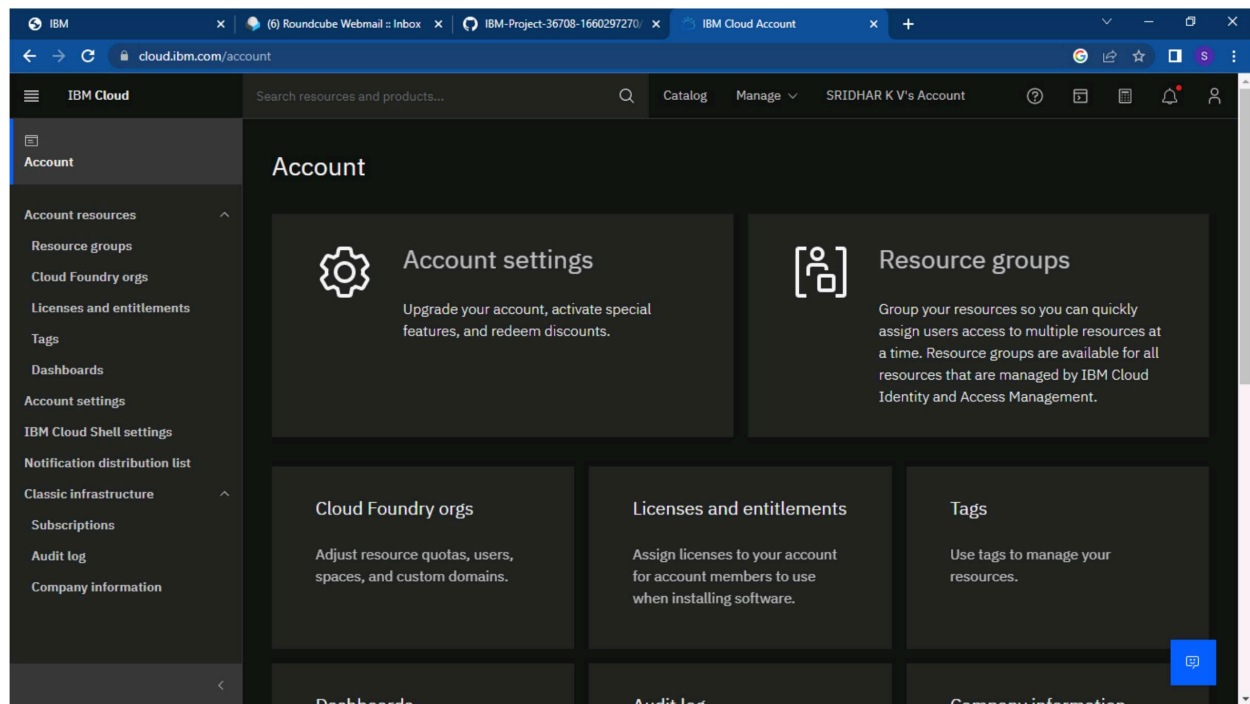 IBM
(6) Roundcube Webmail :: Inbox
IBM-Project-36708-1660297270/
IBM Cloud Account
cloud.ibm.com/account
S
IBM Cloud
Search resources and products...
Catalog
Manage
SRIDHAR K V's Account
Account
Account resources
Resource groups
Cloud Foundry orgs
Licenses and entitlements
Tags
Dashboards
Account settings
IBM Cloud Shell settings
Notification distribution list
Classic infrastructure
Subscriptions
Audit log
Company information
Account
Account settings
Upgrade your account, activate special
features, and redeem discounts.
Resource groups
Group your resources so you can quickly
assign users access to multiple resources at
a time. Resource groups are available for all
resources that are managed by IBM Cloud
Identity and Access Management.
Cloud Foundry orgs
Adjust resource quotas, users,
spaces, and custom domains.
Licenses and entitlements
Assign licenses to your account
for account members to use
when installing software.
Tags
Use tags to manage your
resources.
Dashboards
Audit log
Company information